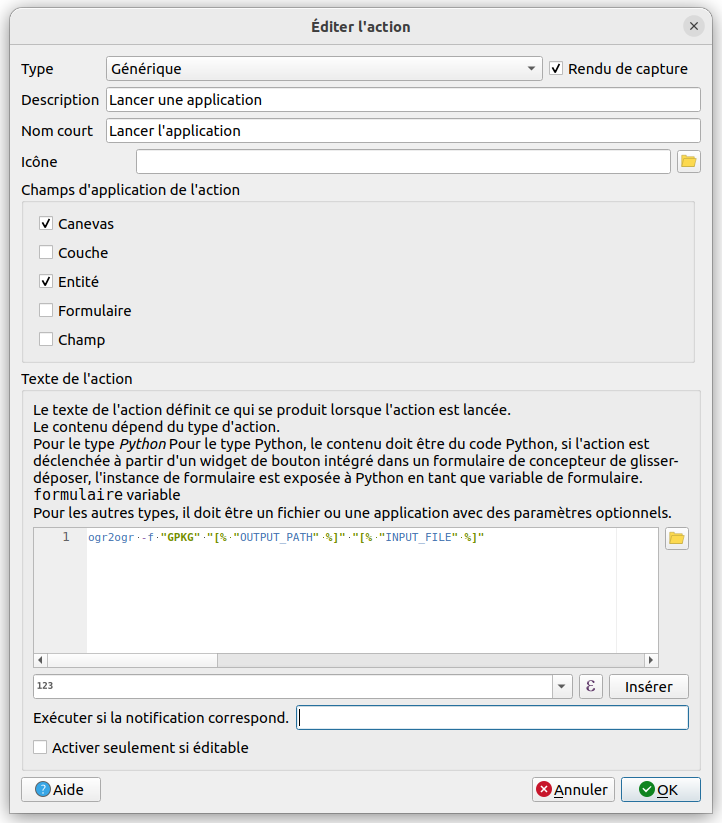 Éditer l'action
Type
Générique
Rendu de capture
Description
Lancer une application
Nom court
Lancer l'application
Icône
Champs d'application de l'action
Canevas
Couche
Entité
Formulaire
Champ
Texte de l'action
Le texte de l'action définit ce qui se produit lorsque l'action est lancée.
Le contenu dépend du type d'action.
Pour le type Python Pour le type Python, le contenu doit être du code Python, si l'action est
déclenchée à partir d'un widget de bouton intégré dans un formulaire de concepteur de glisser-
déposer, l'instance de formulaire est exposée à Python en tant que variable de formulaire.
formulaire variable
Pour les autres types, il doit être un fichier ou une application avec des paramètres optionnels.
1
ogr2ogr -f "GPKG" "[% "OUTPUT_PATH" %]" "[% "INPUT_FILE" %]"
123
ε
Insérer
Exécuter si la notification correspond.
Activer seulement si éditable
? Aide
Annuler
OK